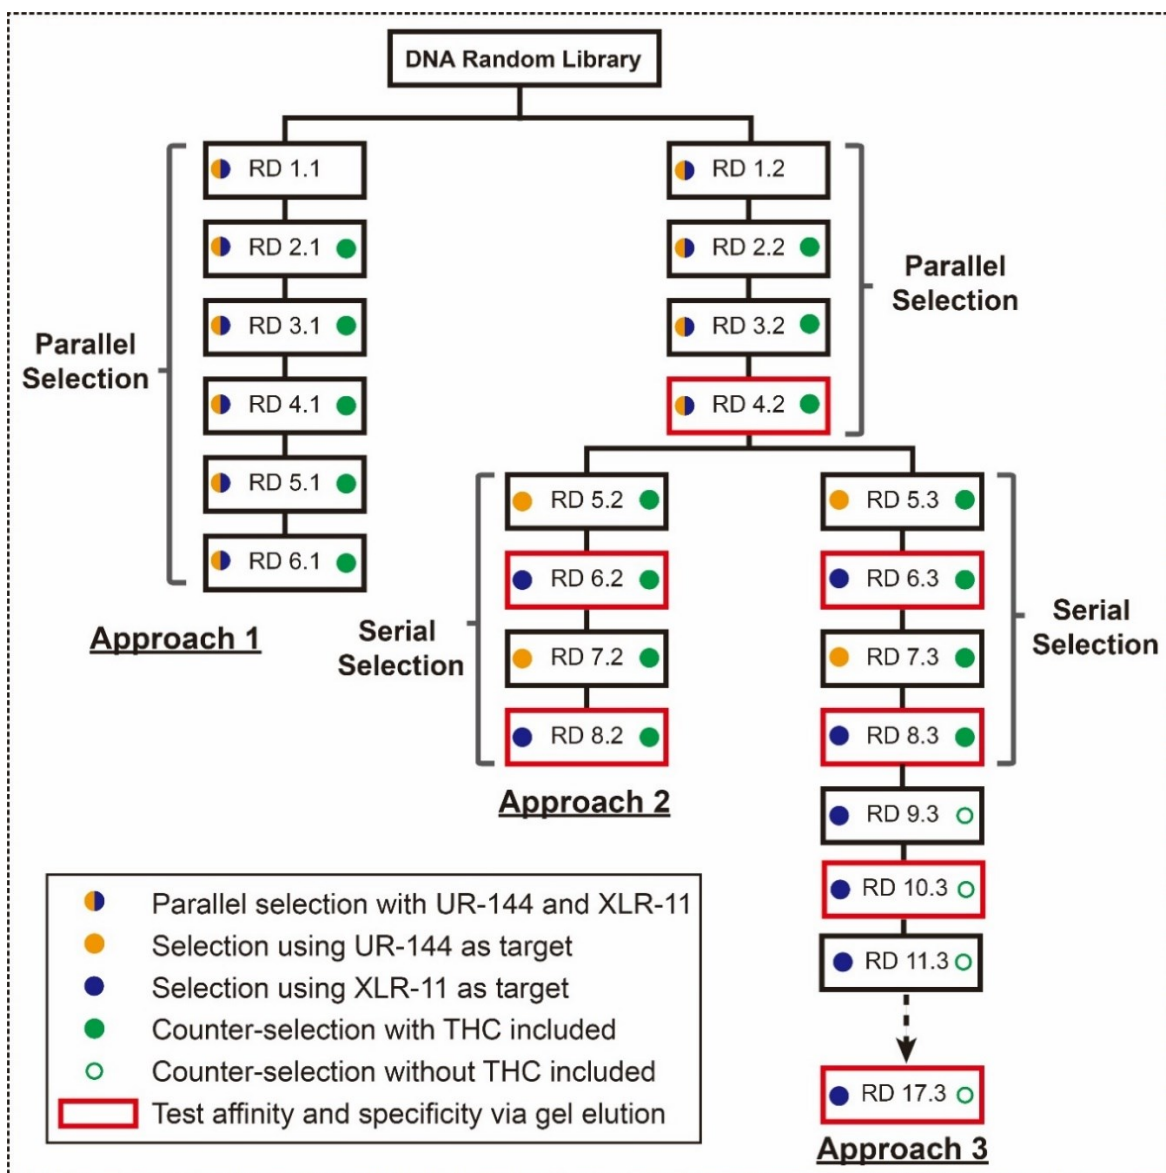 DNA Random Library
RD 1.1
RD 2.1
RD 3.1
RD 4.1
RD 5.1
RD 6.1
Parallel
Selection
Approach 1
RD 1.2
RD 2.2
RD 3.2
RD 4.2
Parallel
Selection
RD 5.2
RD 6.2
RD 7.2
RD 8.2
Serial
Selection
Approach 2
RD 5.3
RD 6.3
RD 7.3
RD 8.3
Serial
Selection
RD 9.3
RD 10.3
RD 11.3
RD 17.3
Approach 3
Parallel selection with UR-144 and XLR-11
Selection using UR-144 as target
Selection using XLR-11 as target
Counter-selection with THC included
Counter-selection without THC included
Test affinity and specificity via gel elution